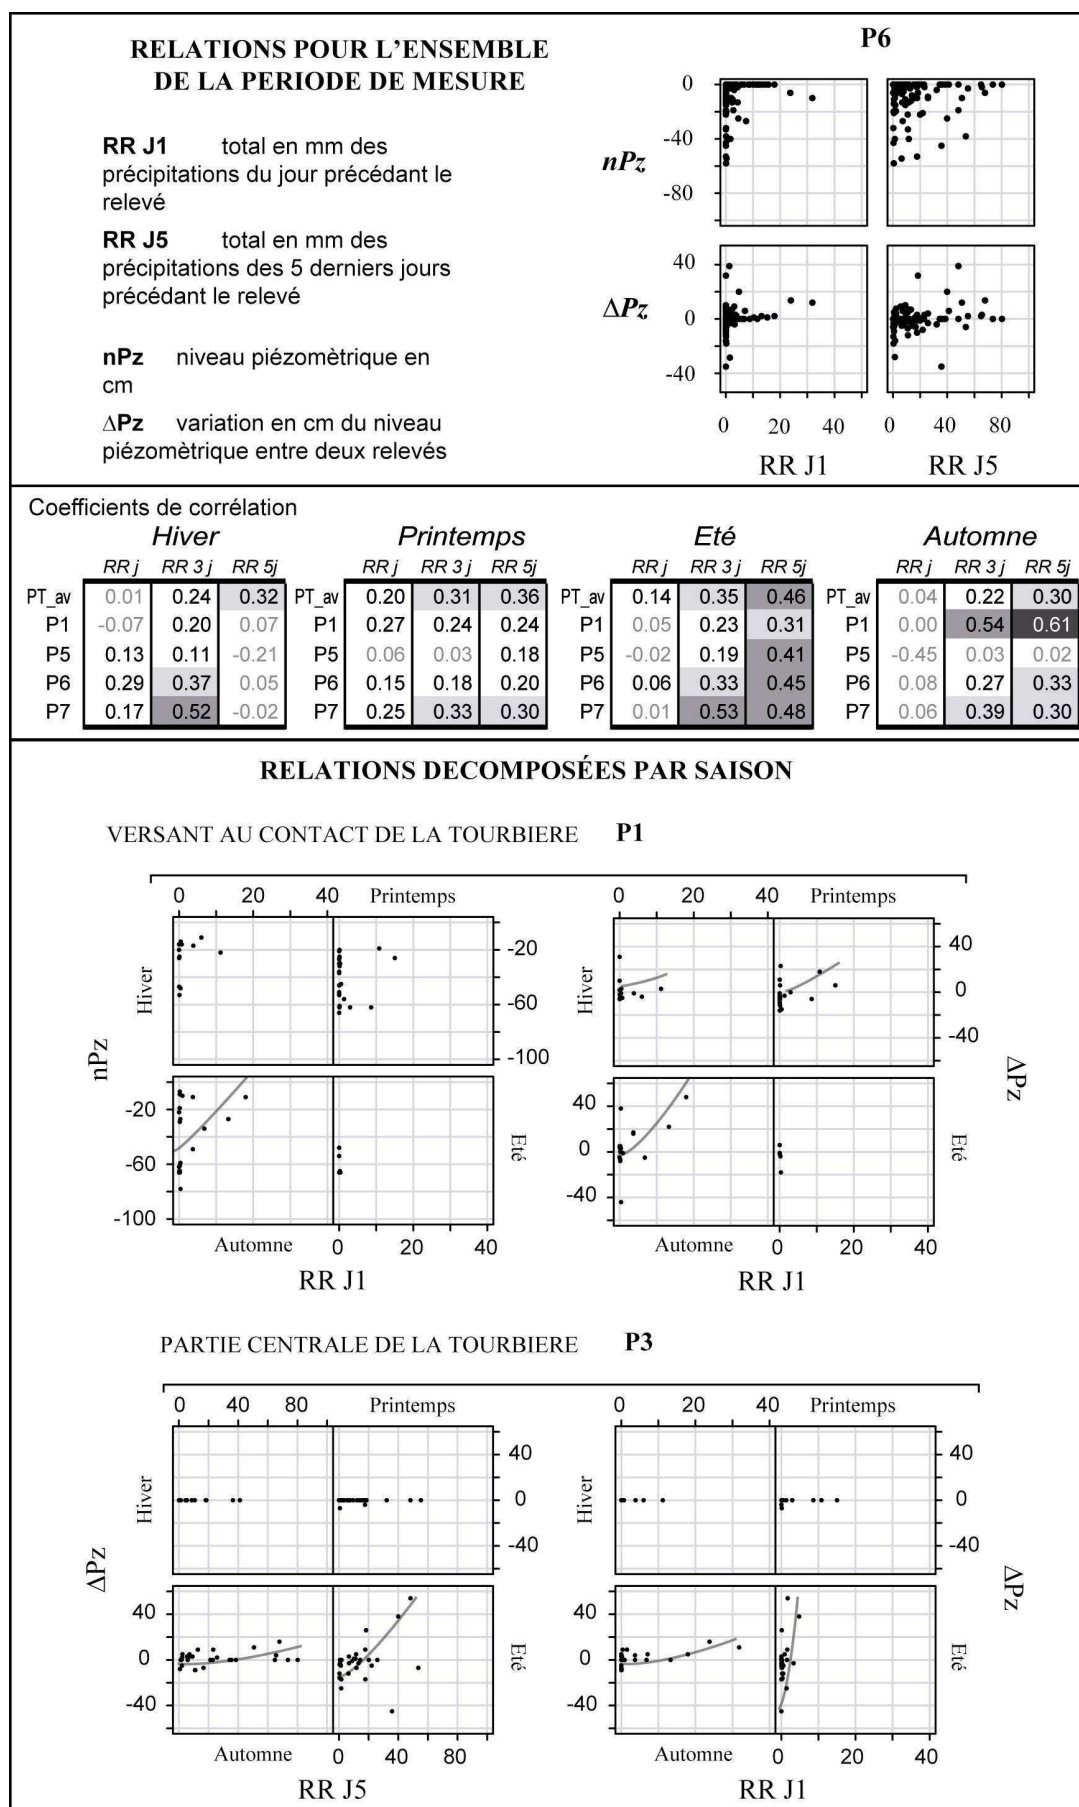 RELATIONS POUR L'ENSEMBLE
DE LA PERIODE DE MESURE
RR J1 total en mm des
précipitations du jour précédant le
relevé
RR J5 total en mm des
précipitations des 5 derniers jours
précédant le relevé
nPz niveau piézomètrique en
cm
ΔPz variation en cm du niveau
piézomètrique entre deux relevés
P6
nPz
0
-40
-80
ΔPz
40
0
-40
0 20 40 0 40 80
RR J1 RR J5
Coefficients de corrélation
Hiver Printemps Eté Automne
RR j RR 3 j RR 5j RR j RR 3 j RR 5j RR j RR 3 j RR 5j RR j RR 3 j RR 5j
PT_av 0.01 0.24 0.32 PT_av 0.20 0.31 0.36 PT_av 0.14 0.35 0.46 PT_av 0.04 0.22 0.30
P1 -0.07 0.20 0.07 P1 0.27 0.24 0.24 P1 0.05 0.23 0.31 P1 0.00 0.54 0.61
P5 0.13 0.11 -0.21 P5 0.06 0.03 0.18 P5 -0.02 0.19 0.41 P5 -0.45 0.03 0.02
P6 0.29 0.37 0.05 P6 0.15 0.18 0.20 P6 0.06 0.33 0.45 P6 0.08 0.27 0.33
P7 0.17 0.52 -0.02 P7 0.25 0.33 0.30 P7 0.01 0.53 0.48 P7 0.06 0.39 0.30
RELATIONS DECOMPOSÉES PAR SAISON
VERSANT AU CONTACT DE LA TOURBIERE P1
0 20 40 Printemps
Hiver
-20
-60
-100
nPz
-20
-60
-100
Eté
Automne 0 20 40
RR J1
0 20 40 Printemps
Hiver
40
0
-40
ΔPz
40
0
-40
Eté
Automne 0 20 40
RR J1
PARTIE CENTRALE DE LA TOURBIERE P3
0 40 80 Printemps
Hiver
40
0
-40
ΔPz
40
0
-40
Eté
Automne 0 40 80
RR J5
0 20 40 Printemps
Hiver
40
0
-40
ΔPz
40
0
-40
Eté
Automne 0 20 40
RR J1